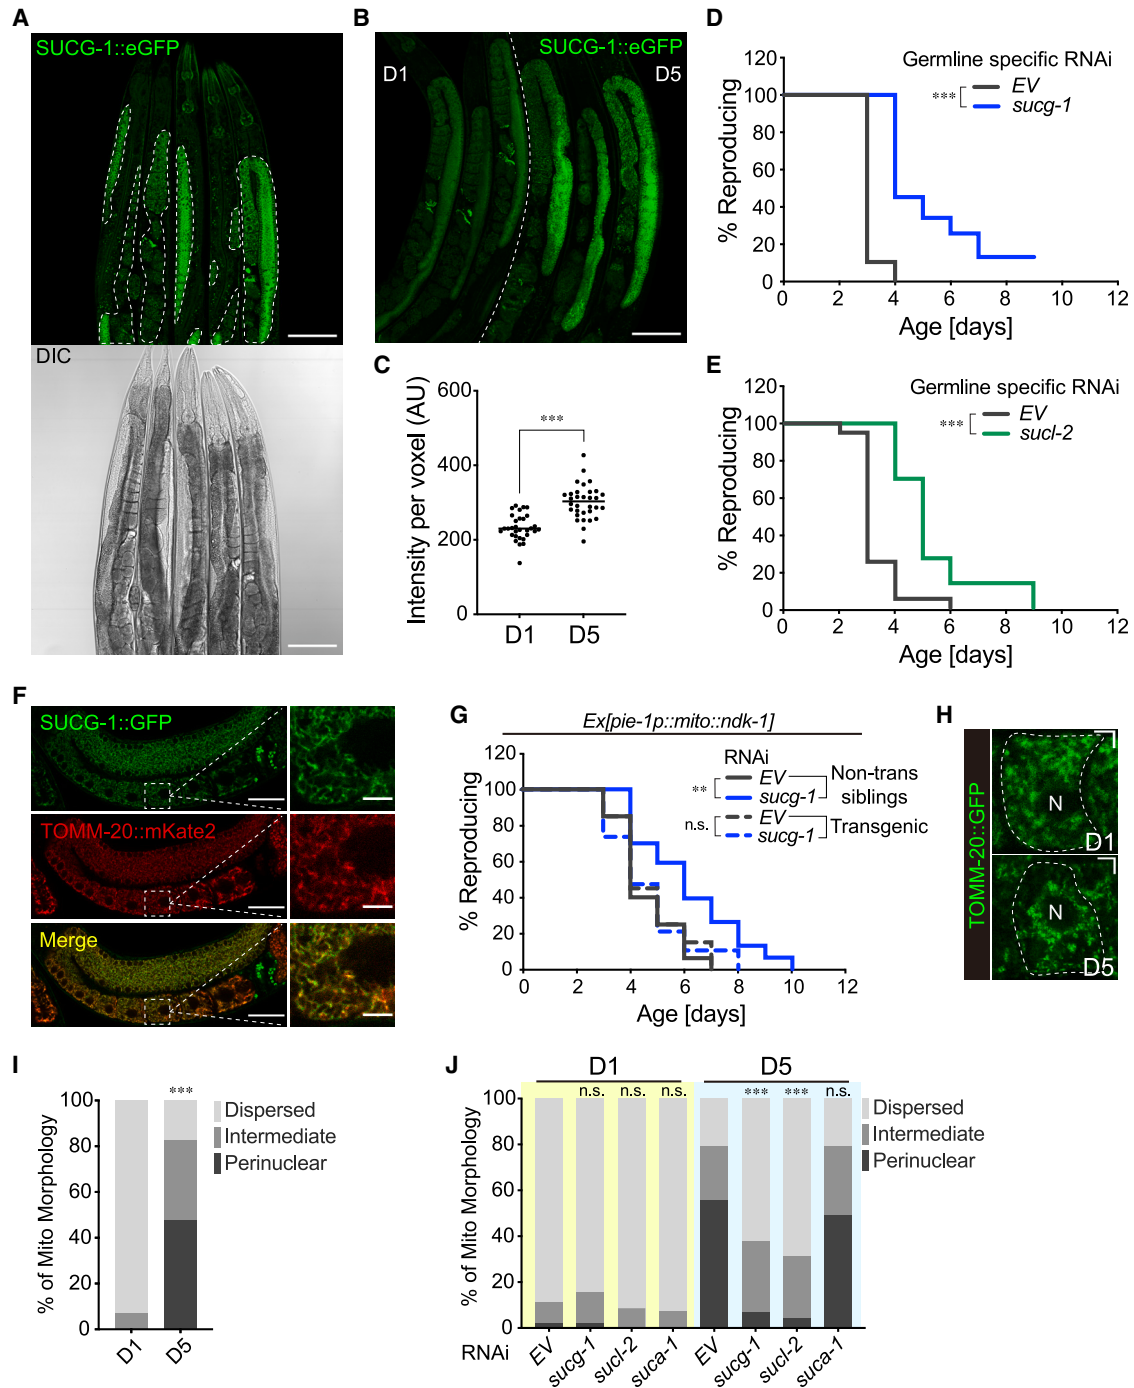 A
SUCG-1::eGFP
DIC
B
SUCG-1::eGFP
D1
D5
C
Intensity per voxel (AU)
600
400
200
0
***
D1
D5
D
% Reproducing
120
100
80
60
40
20
0
Germline specific RNAi
***
EV
sucg-1
0 2 4 6 8 10 12
Age [days]
E
% Reproducing
120
100
80
60
40
20
0
Germline specific RNAi
***
EV
sucl-2
0 2 4 6 8 10 12
Age [days]
F
SUCG-1::GFP
TOMM-20::mKate2
Merge
G
Ex[pie-1p::mito::ndk-1]
% Reproducing
120
100
80
60
40
20
0
RNAi
** EV Non-trans
sucg-1 siblings
n.s. EV Transgenic
sucg-1
0 2 4 6 8 10 12
Age [days]
H
TOMM-20::GFP
N
D1
N
D5
I
% of Mito Morphology
100
80
60
40
20
0
***
Dispersed
Intermediate
Perinuclear
D1
D5
J
D1
D5
% of Mito Morphology
100
80
60
40
20
0
n.s. n.s. n.s. *** *** n.s.
Dispersed
Intermediate
Perinuclear
RNAi EV sucg-1 sucl-2 suca-1 EV sucg-1 sucl-2 suca-1